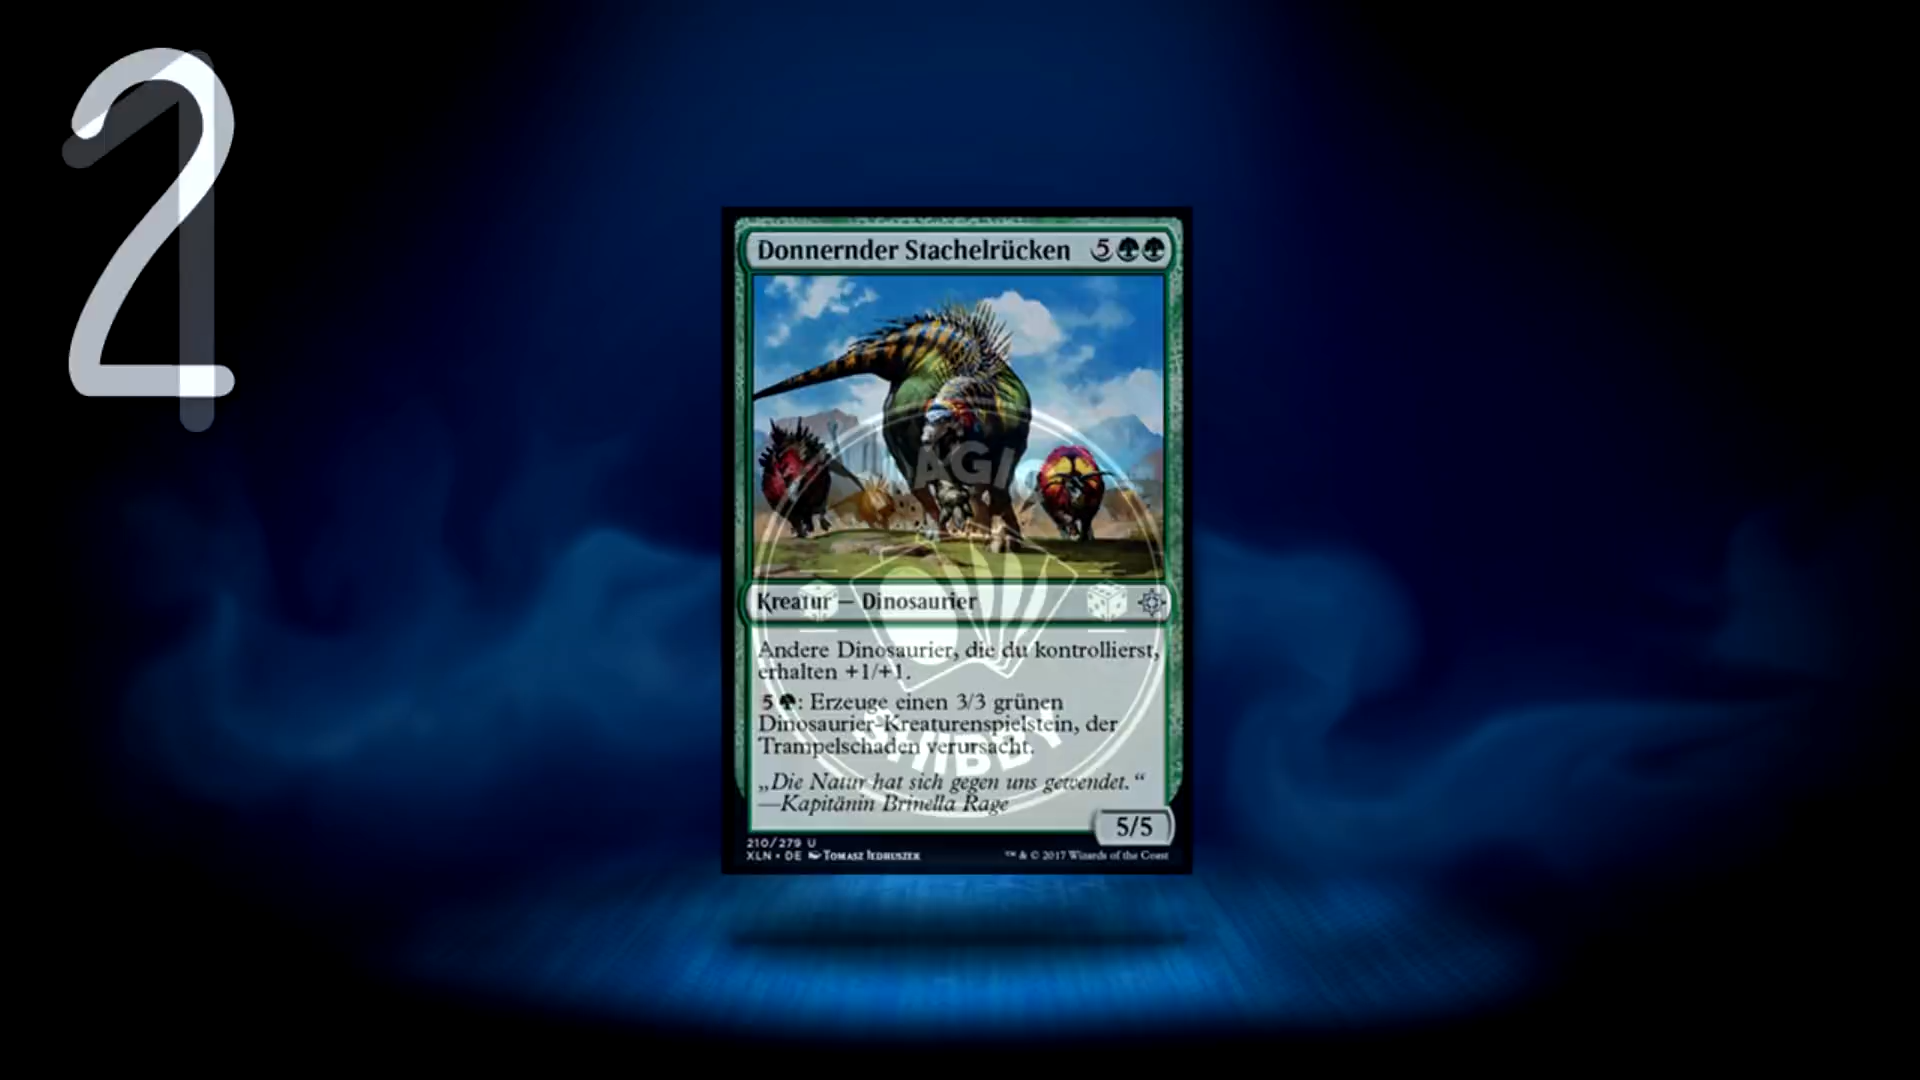 2
Donnernder Stachelrücken 5
Kreatur — Dinosaurier
Andere Dinosaurier, die du kontrollierst,
erhalten +1/+1.
5 : Erzeuge einen 3/3 grünen
Dinosaurier-Kreaturenspielstein, der
Trampelschaden verursacht.
„Die Natur hat sich gegen uns gewendet.“
—Kapitänin Brinella Rage
5/5
210/279 U
XLN • DE Tomasz Jedruszek
™ & © 2017 Wizards of the Coast